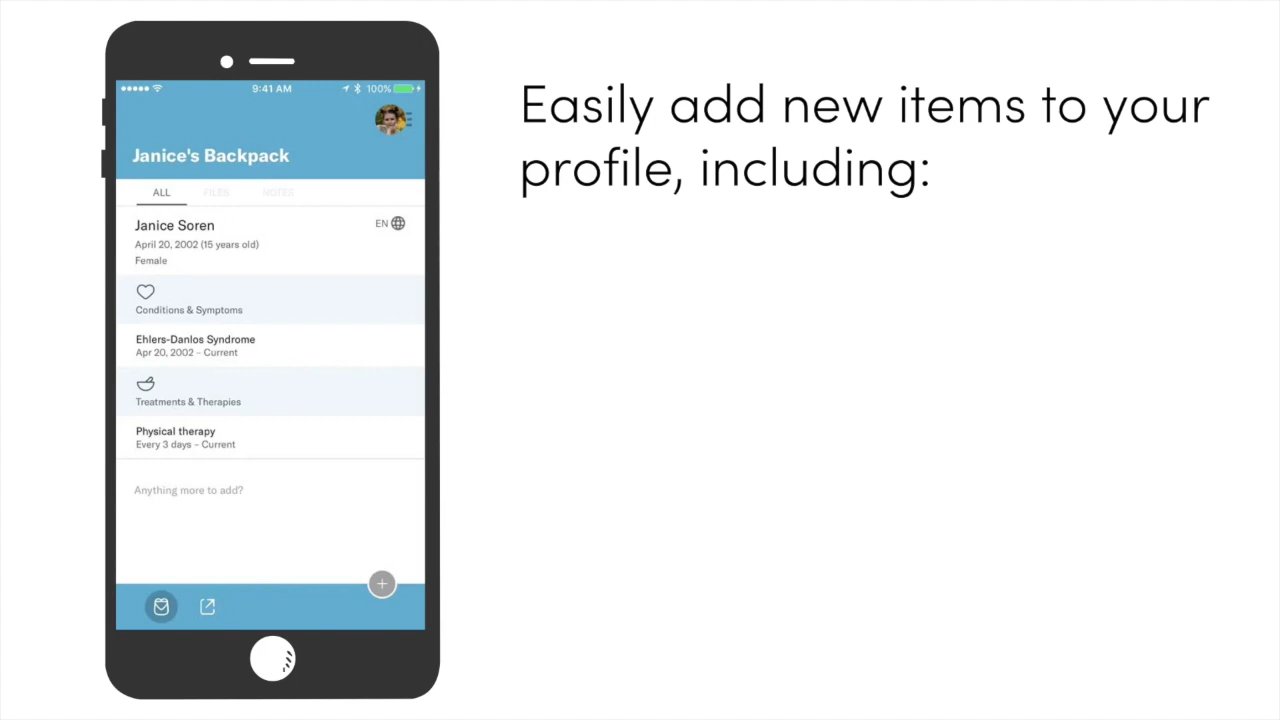 9:41 AM
100%
Janice's Backpack
ALL FILES NOTES
Janice Soren
EN
April 20, 2002 (15 years old)
Female
Conditions & Symptoms
Ehlers-Danlos Syndrome
Apr 20, 2002 – Current
Treatments & Therapies
Physical therapy
Every 3 days – Current
Anything more to add?
Easily add new items to your
profile, including: